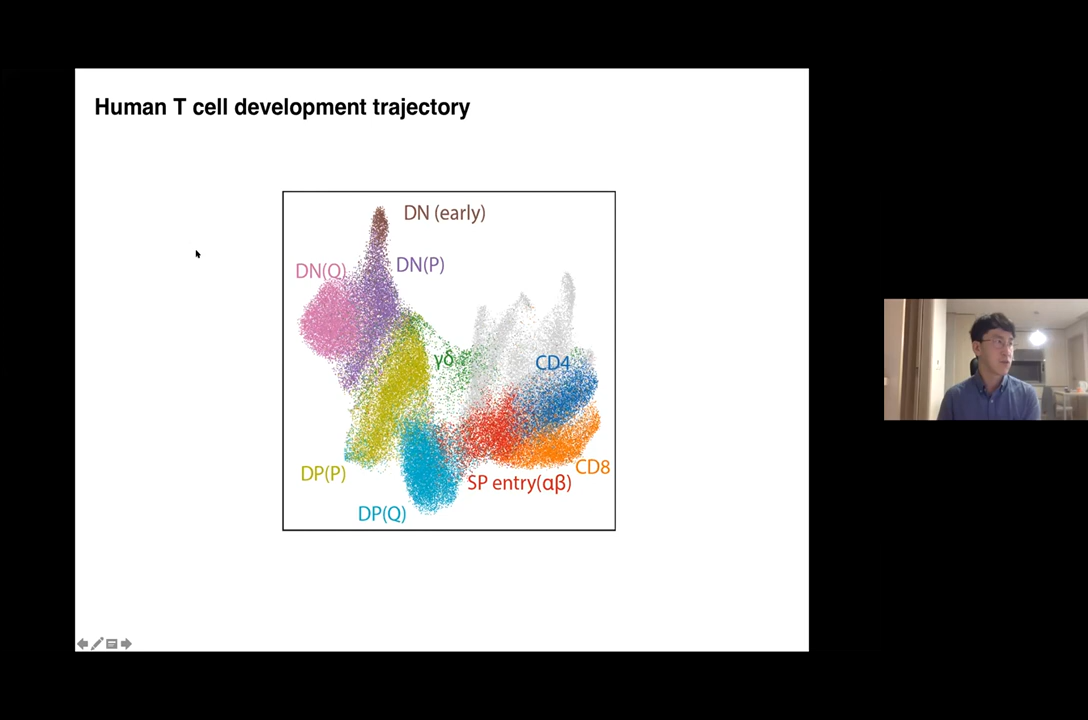 Human T cell development trajectory
DN (early)
DN(P)
DN(Q)
γδ
CD4
CD8
DP(P)
SP entry(αβ)
DP(Q)